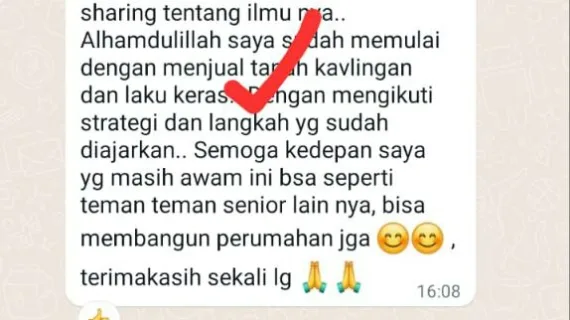 sharing tentang ilmu nya..
Alhamdulillah saya sudah memulai
dengan menjual tanah kavlingan
dan laku keras.. Dengan mengikuti
strategi dan langkah yg sudah
diajarkan.. Semoga kedepan saya
yg masih awam ini bsa seperti
teman teman senior lain nya, bisa
membangun perumahan jga 😊😊 ,
terimakasih sekali lg 🙏 🙏
16:08